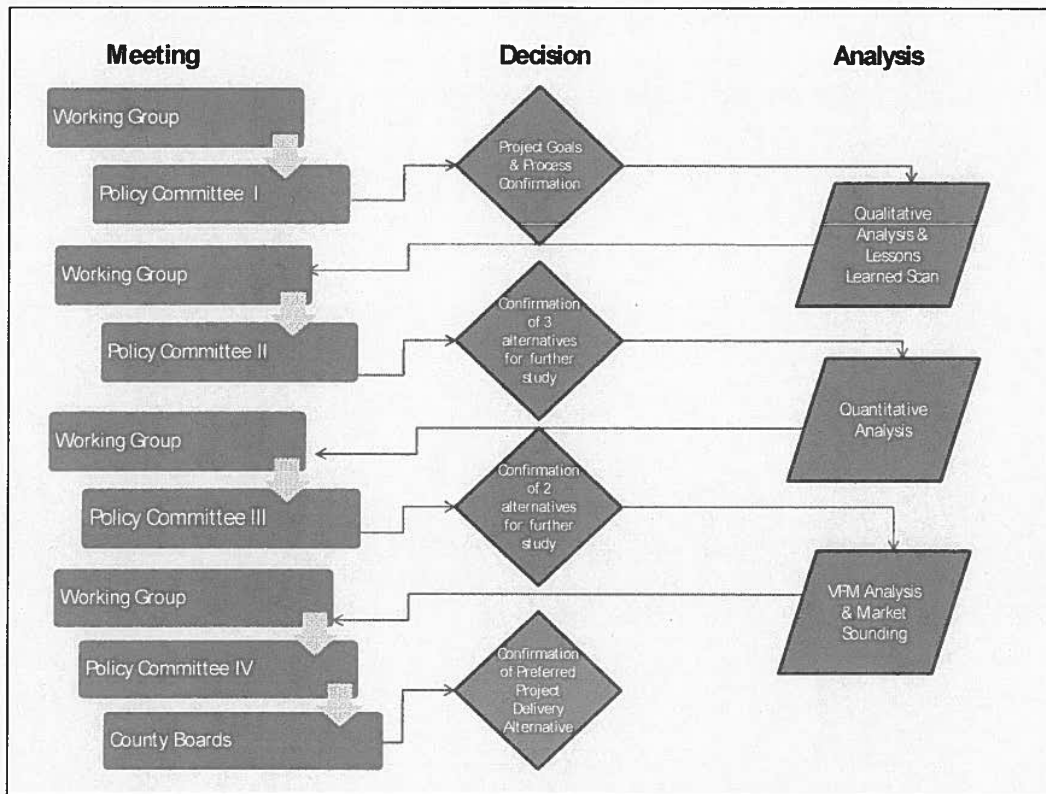 Meeting
Decision
Analysis
Working Group
Policy Committee I
Project Goals
& Process
Confirmation
Qualitative
Analysis &
Lessons
Learned Scan
Working Group
Policy Committee II
Confirmation
of 3
alternatives
for further
study
Quantitative
Analysis
Working Group
Policy Committee III
Confirmation
of 2
alternatives
for further
study
VFM Analysis
& Market
Sounding
Working Group
Policy Committee IV
County Boards
Confirmation
of Preferred
Project
Delivery
Alternative